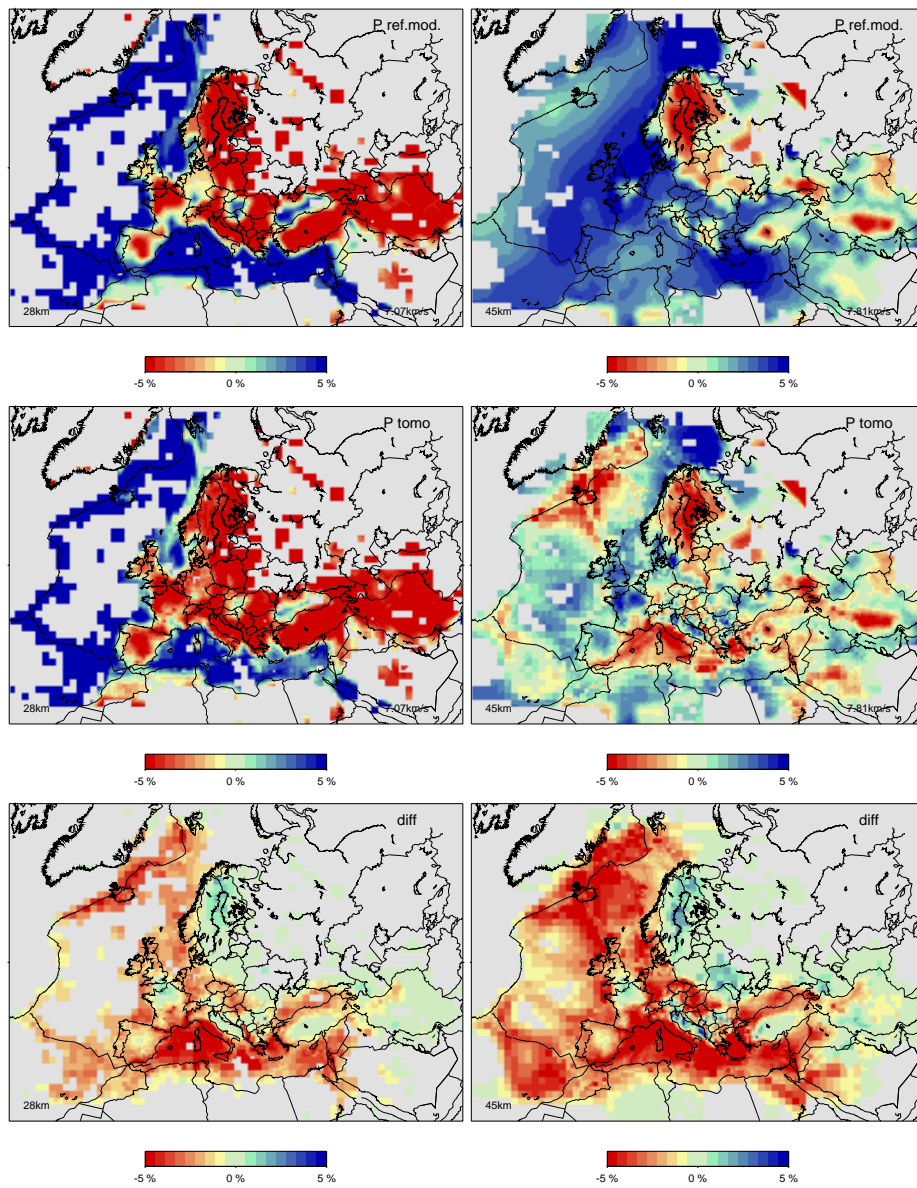 P ref.mod.
28km
7.07km/s
P ref.mod.
45km
7.81km/s
-5 % 0 % 5 %
-5 % 0 % 5 %
P tomo
28km
7.07km/s
P tomo
45km
7.81km/s
-5 % 0 % 5 %
-5 % 0 % 5 %
diff
28km
diff
45km
-5 % 0 % 5 %
-5 % 0 % 5 %